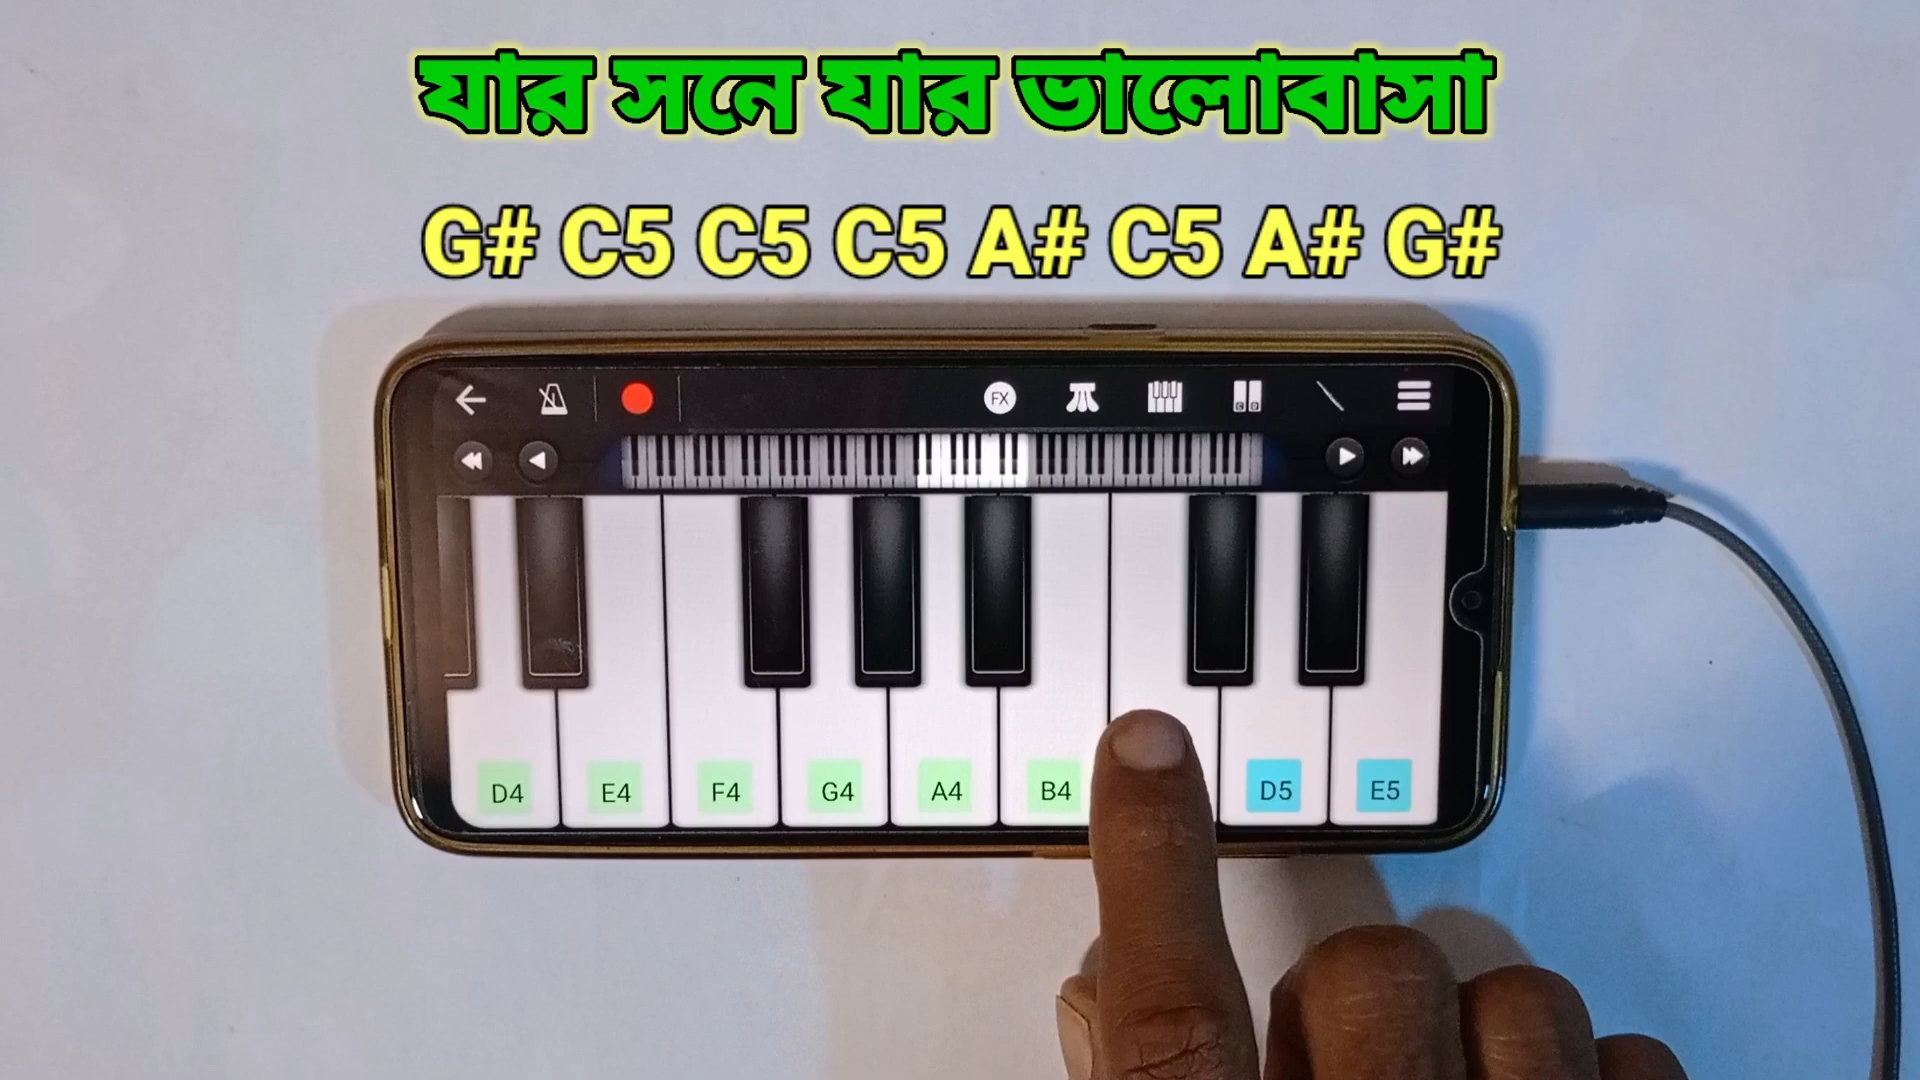 যার সনে যার ভালোবাসা
G# C5 C5 C5 A# C5 A# G#
FX
C D
D4 E4 F4 G4 A4 B4 D5 E5